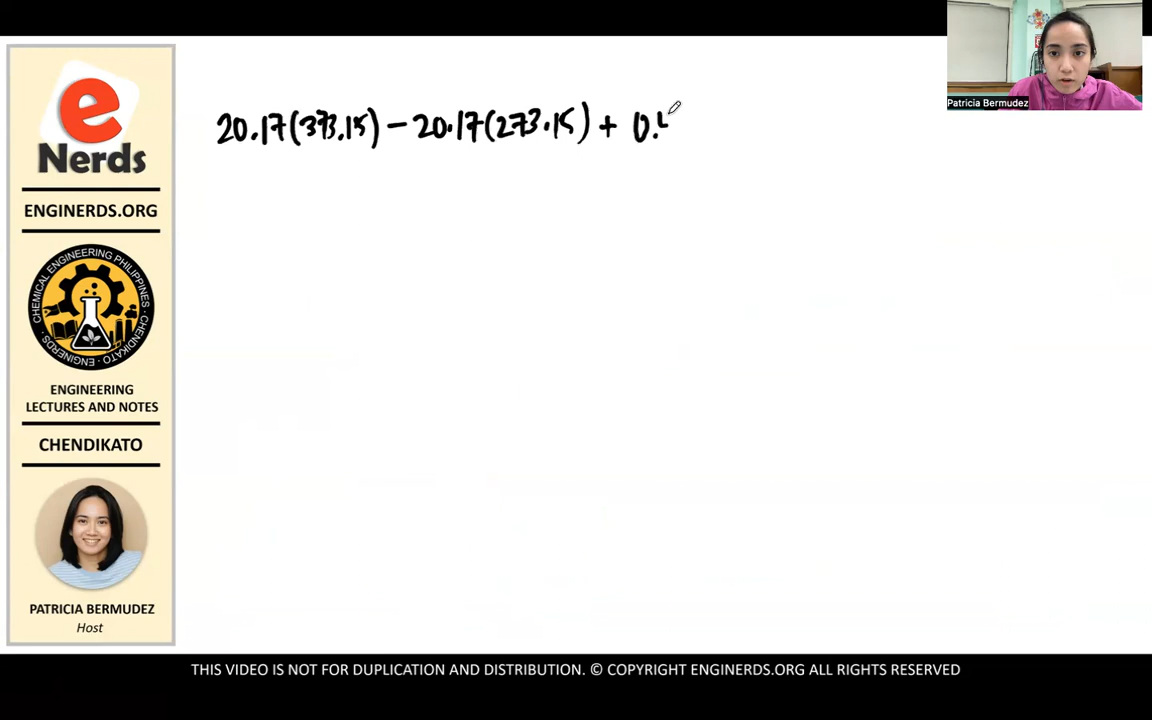 Patricia Bermudez
e
Nerds
ENGINERDS.ORG
CHEMICAL ENGINEERING PHILIPPINES
CHENDIKATO - ENGINERDS
ENGINEERING
LECTURES AND NOTES
CHENDIKATO
PATRICIA BERMUDEZ
Host
20.17(373.15) - 20.17(273.15) + 0.
THIS VIDEO IS NOT FOR DUPLICATION AND DISTRIBUTION. © COPYRIGHT ENGINERDS.ORG ALL RIGHTS RESERVED